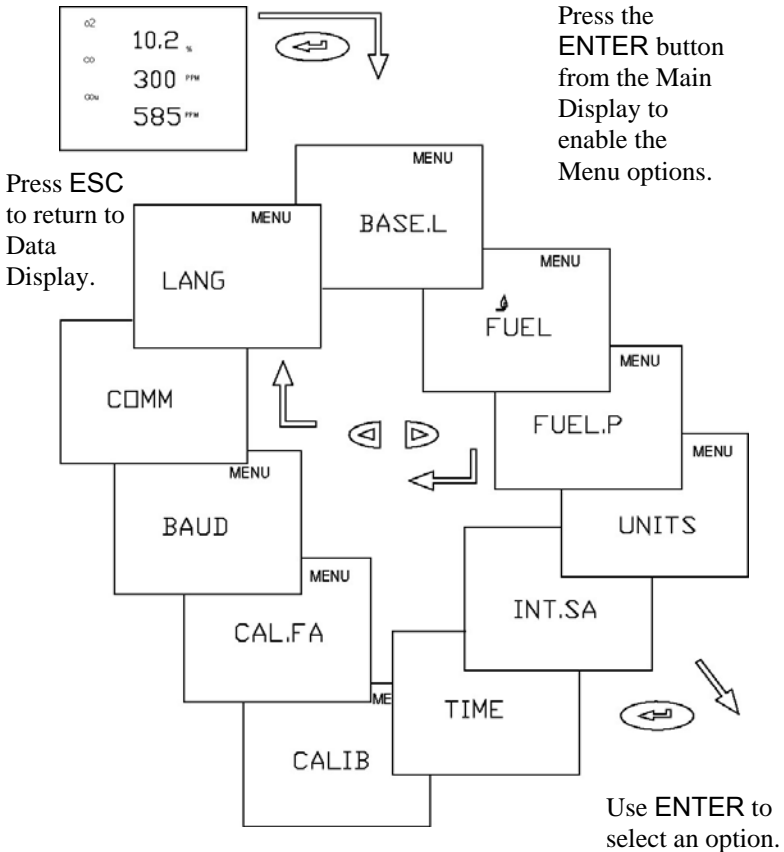 O2
10.2 %
CO
300 PPM
COu
585 PPM
Press the
ENTER button
from the Main
Display to
enable the
Menu options.
Press ESC
to return to
Data
Display.
MENU
BASE.L
MENU
LANG
MENU
FUEL
MENU
FUEL.P
MENU
UNITS
COMM
MENU
BAUD
INT.SA
MENU
CAL.FA
TIME
ME
CALIB
Use ENTER to
select an option.